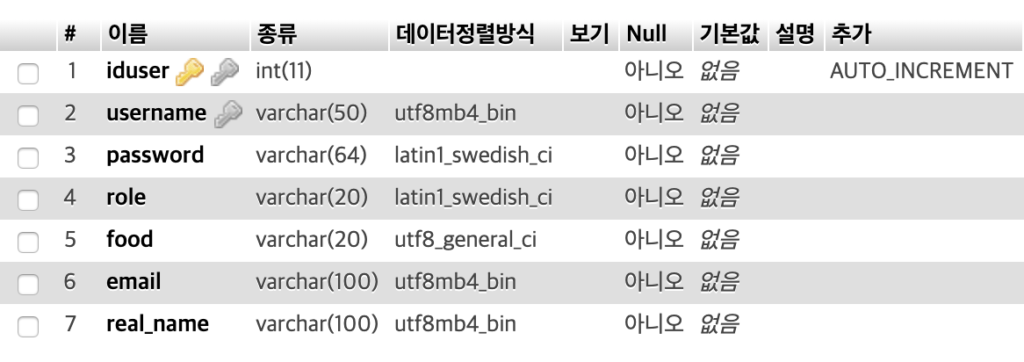 # 이름 종류 데이터정렬방식 보기 Null 기본값 설명 추가
1 iduser int(11) 아니오 없음 AUTO_INCREMENT
2 username varchar(50) utf8mb4_bin 아니오 없음
3 password varchar(64) latin1_swedish_ci 아니오 없음
4 role varchar(20) latin1_swedish_ci 아니오 없음
5 food varchar(20) utf8_general_ci 아니오 없음
6 email varchar(100) utf8mb4_bin 아니오 없음
7 real_name varchar(100) utf8mb4_bin 아니오 없음